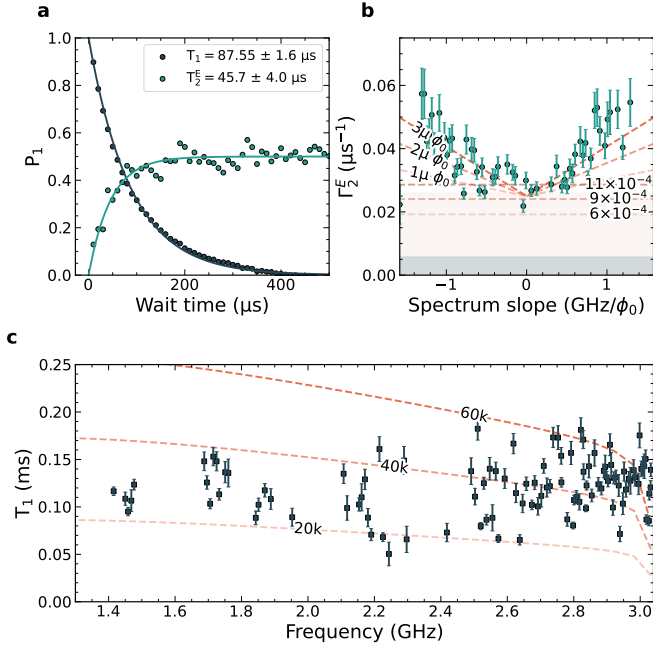 a
b
T₁ = 87.55 ± 1.6 μs
T₂ᴱ = 45.7 ± 4.0 μs
1.0
0.8
0.6
0.4
0.2
0.0
P₁
0
200
400
Wait time (μs)
0.06
0.04
0.02
0.00
Γ₂ᴱ (μs⁻¹)
3μ ϕ₀
2μ ϕ₀
1μ ϕ₀
11×10⁻⁴
9×10⁻⁴
6×10⁻⁴
−1
0
1
Spectrum slope (GHz/ϕ₀)
c
0.25
0.20
0.15
0.10
0.05
0.00
T₁ (ms)
60k
40k
20k
1.4
1.6
1.8
2.0
2.2
2.4
2.6
2.8
3.0
Frequency (GHz)